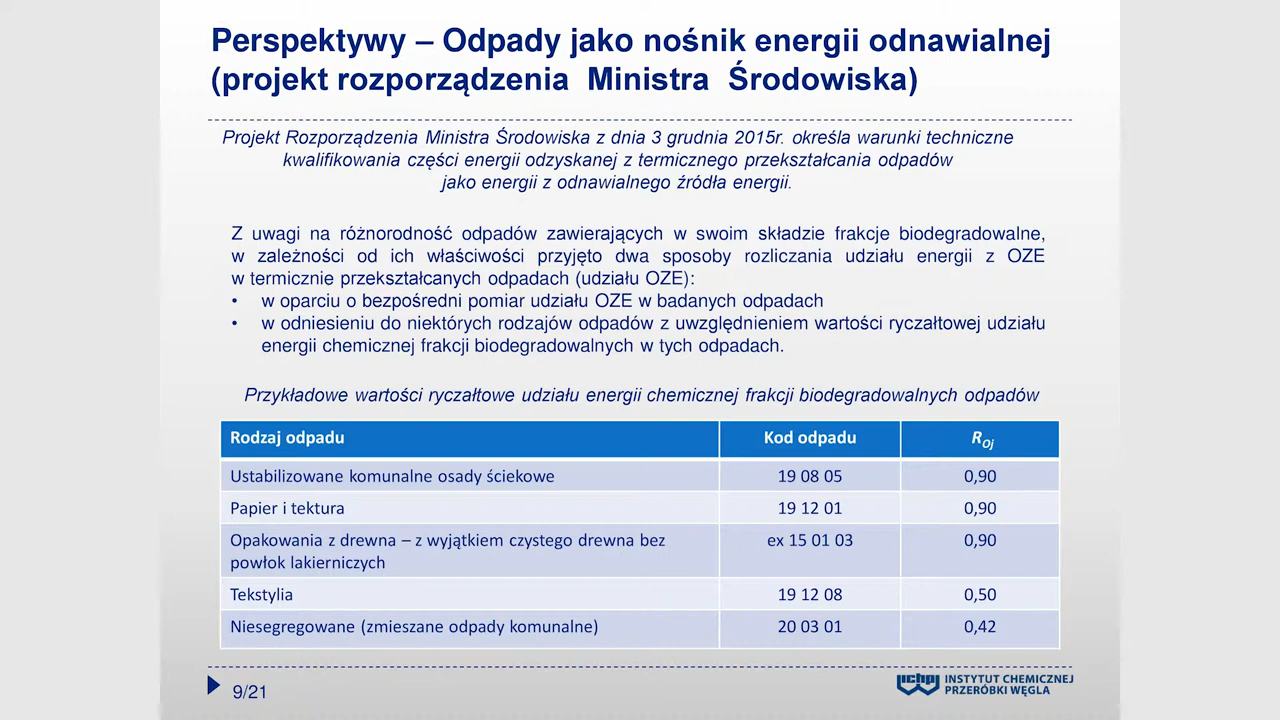 Perspektywy – Odpady jako nośnik energii odnawialnej
(projekt rozporządzenia Ministra Środowiska)
Projekt Rozporządzenia Ministra Środowiska z dnia 3 grudnia 2015r. określa warunki techniczne
kwalifikowania części energii odzyskanej z termicznego przekształcania odpadów
jako energii z odnawialnego źródła energii.
Z uwagi na różnorodność odpadów zawierających w swoim składzie frakcje biodegradowalne,
w zależności od ich właściwości przyjęto dwa sposoby rozliczania udziału energii z OZE
w termicznie przekształcanych odpadach (udziału OZE):
• w oparciu o bezpośredni pomiar udziału OZE w badanych odpadach
• w odniesieniu do niektórych rodzajów odpadów z uwzględnieniem wartości ryczałtowej udziału
energii chemicznej frakcji biodegradowalnych w tych odpadach.
Przykładowe wartości ryczałtowe udziału energii chemicznej frakcji biodegradowalnych odpadów
Rodzaj odpadu Kod odpadu R_Oj
Ustabilizowane komunalne osady ściekowe 19 08 05 0,90
Papier i tektura 19 12 01 0,90
Opakowania z drewna – z wyjątkiem czystego drewna bez ex 15 01 03 0,90
powłok lakierniczych
Tekstylia 19 12 08 0,50
Niesegregowane (zmieszane odpady komunalne) 20 03 01 0,42
9/21
ichpw INSTYTUT CHEMICZNEJ
PRZERÓBKI WĘGLA